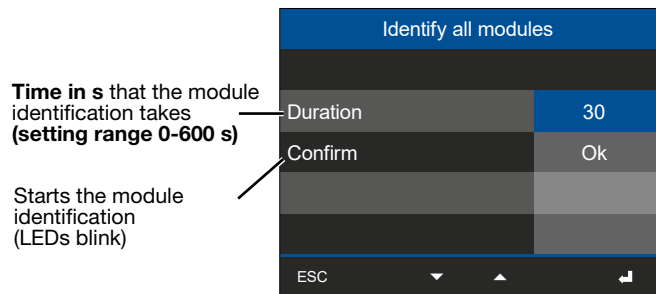 Identify all modules
Time in s that the module
identification takes
(setting range 0-600 s)
Duration 30
Confirm Ok
Starts the module
identification
(LEDs blink)
ESC